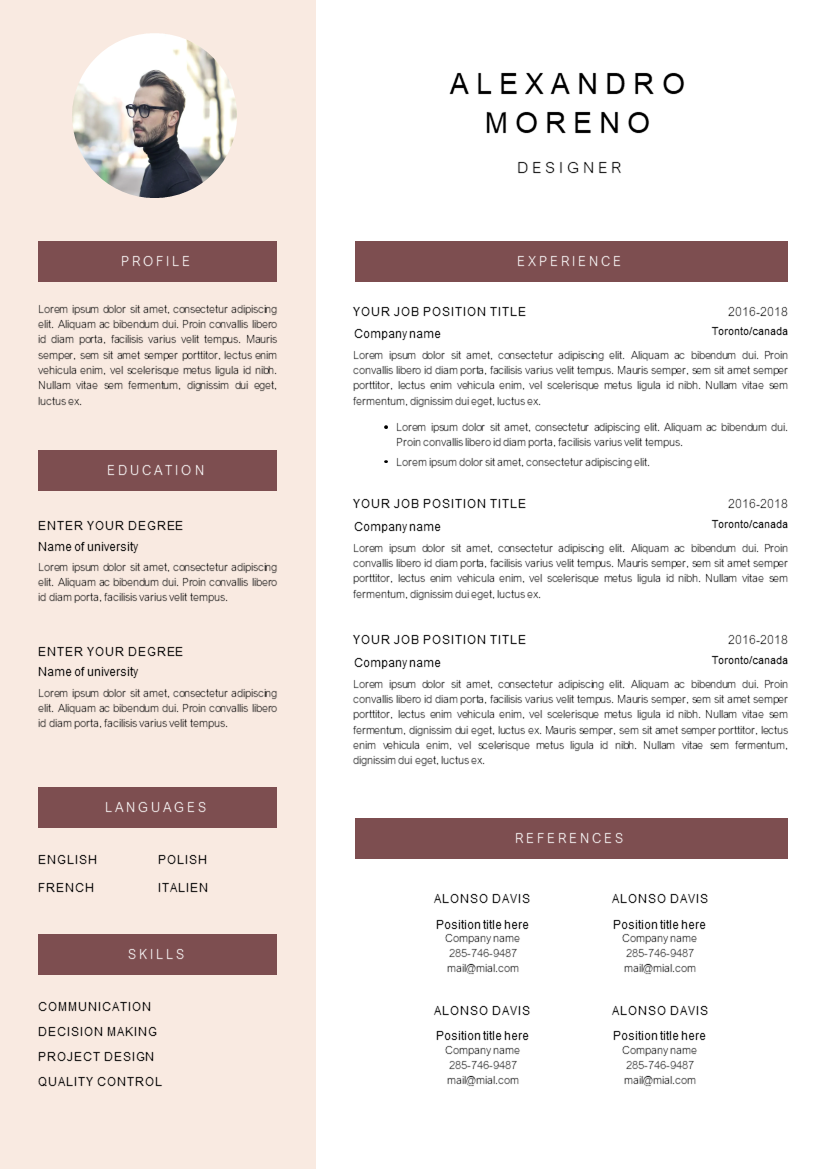 ALEXANDRO
MORENO
DESIGNER
PROFILE
Lorem ipsum dolor sit amet, consectetur adipiscing
elit. Aliquam ac bibendum dui. Proin convallis libero
id diam porta, facilisis varius velit tempus. Mauris
semper, sem sit amet semper porttitor, lectus enim
vehicula enim, vel scelerisque metus ligula id nibh.
Nullam vitae sem fermentum, dignissim dui eget,
luctus ex.
EDUCATION
ENTER YOUR DEGREE
Name of university
Lorem ipsum dolor sit amet, consectetur adipiscing
elit. Aliquam ac bibendum dui. Proin convallis libero
id diam porta, facilisis varius velit tempus.
ENTER YOUR DEGREE
Name of university
Lorem ipsum dolor sit amet, consectetur adipiscing
elit. Aliquam ac bibendum dui. Proin convallis libero
id diam porta, facilisis varius velit tempus.
LANGUAGES
ENGLISH POLISH
FRENCH ITALIEN
SKILLS
COMMUNICATION
DECISION MAKING
PROJECT DESIGN
QUALITY CONTROL
EXPERIENCE
YOUR JOB POSITION TITLE 2016-2018
Company name Toronto/canada
Lorem ipsum dolor sit amet, consectetur adipiscing elit. Aliquam ac bibendum dui. Proin
convallis libero id diam porta, facilisis varius velit tempus. Mauris semper, sem sit amet semper
porttitor, lectus enim vehicula enim, vel scelerisque metus ligula id nibh. Nullam vitae sem
fermentum, dignissim dui eget, luctus ex.
• Lorem ipsum dolor sit amet, consectetur adipiscing elit. Aliquam ac bibendum dui.
Proin convallis libero id diam porta, facilisis varius velit tempus.
• Lorem ipsum dolor sit amet, consectetur adipiscing elit.
YOUR JOB POSITION TITLE 2016-2018
Company name Toronto/canada
Lorem ipsum dolor sit amet, consectetur adipiscing elit. Aliquam ac bibendum dui. Proin
convallis libero id diam porta, facilisis varius velit tempus. Mauris semper, sem sit amet semper
porttitor, lectus enim vehicula enim, vel scelerisque metus ligula id nibh. Nullam vitae sem
fermentum, dignissim dui eget, luctus ex.
YOUR JOB POSITION TITLE 2016-2018
Company name Toronto/canada
Lorem ipsum dolor sit amet, consectetur adipiscing elit. Aliquam ac bibendum dui. Proin
convallis libero id diam porta, facilisis varius velit tempus. Mauris semper, sem sit amet semper
porttitor, lectus enim vehicula enim, vel scelerisque metus ligula id nibh. Nullam vitae sem
fermentum, dignissim dui eget, luctus ex. Mauris semper, sem sit amet semper porttitor, lectus
enim vehicula enim, vel scelerisque metus ligula id nibh. Nullam vitae sem fermentum,
dignissim dui eget, luctus ex.
REFERENCES
ALONSO DAVIS ALONSO DAVIS
Position title here Position title here
Company name Company name
285-746-9487 285-746-9487
mail@mial.com mail@mial.com
ALONSO DAVIS ALONSO DAVIS
Position title here Position title here
Company name Company name
285-746-9487 285-746-9487
mail@mial.com mail@mial.com